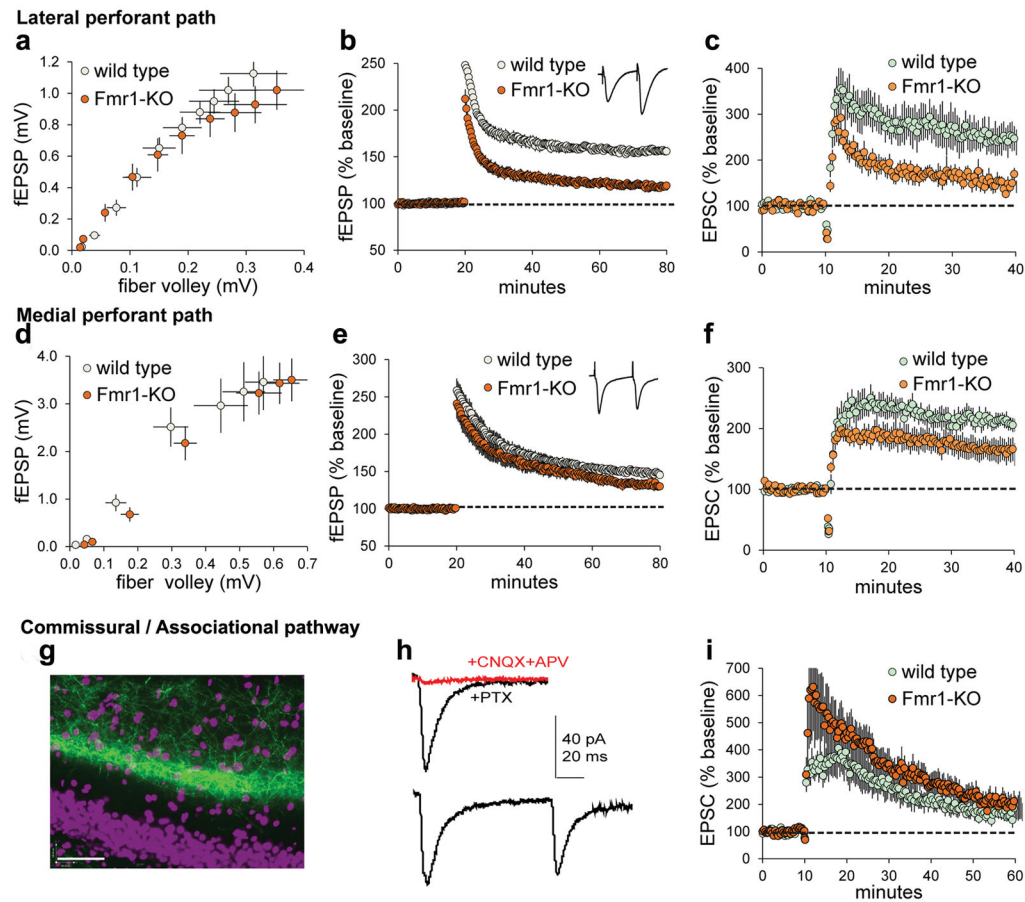 Lateral perforant path
a
wild type
Fmr1-KO
fEPSP (mV)
1.2
1.0
0.8
0.6
0.4
0.2
0.0
0.0 0.1 0.2 0.3 0.4
fiber volley (mV)
b
wild type
Fmr1-KO
fEPSP (% baseline)
250
200
150
100
50
0 20 40 60 80
minutes
c
wild type
Fmr1-KO
EPSC (% baseline)
400
300
200
100
0
0 10 20 30 40
minutes
Medial perforant path
d
wild type
Fmr1-KO
fEPSP (mV)
4.0
3.0
2.0
1.0
0.0
0.0 0.1 0.2 0.3 0.4 0.5 0.6 0.7
fiber volley (mV)
e
wild type
Fmr1-KO
fEPSP (% baseline)
300
250
200
150
100
50
0 20 40 60 80
minutes
f
wild type
Fmr1-KO
EPSC (% baseline)
300
200
100
0
0 10 20 30 40
minutes
Commissural / Associational pathway
g
h
+CNQX+APV
+PTX
40 pA
20 ms
i
wild type
Fmr1-KO
EPSC (% baseline)
700
600
500
400
300
200
100
0
0 10 20 30 40 50 60
minutes